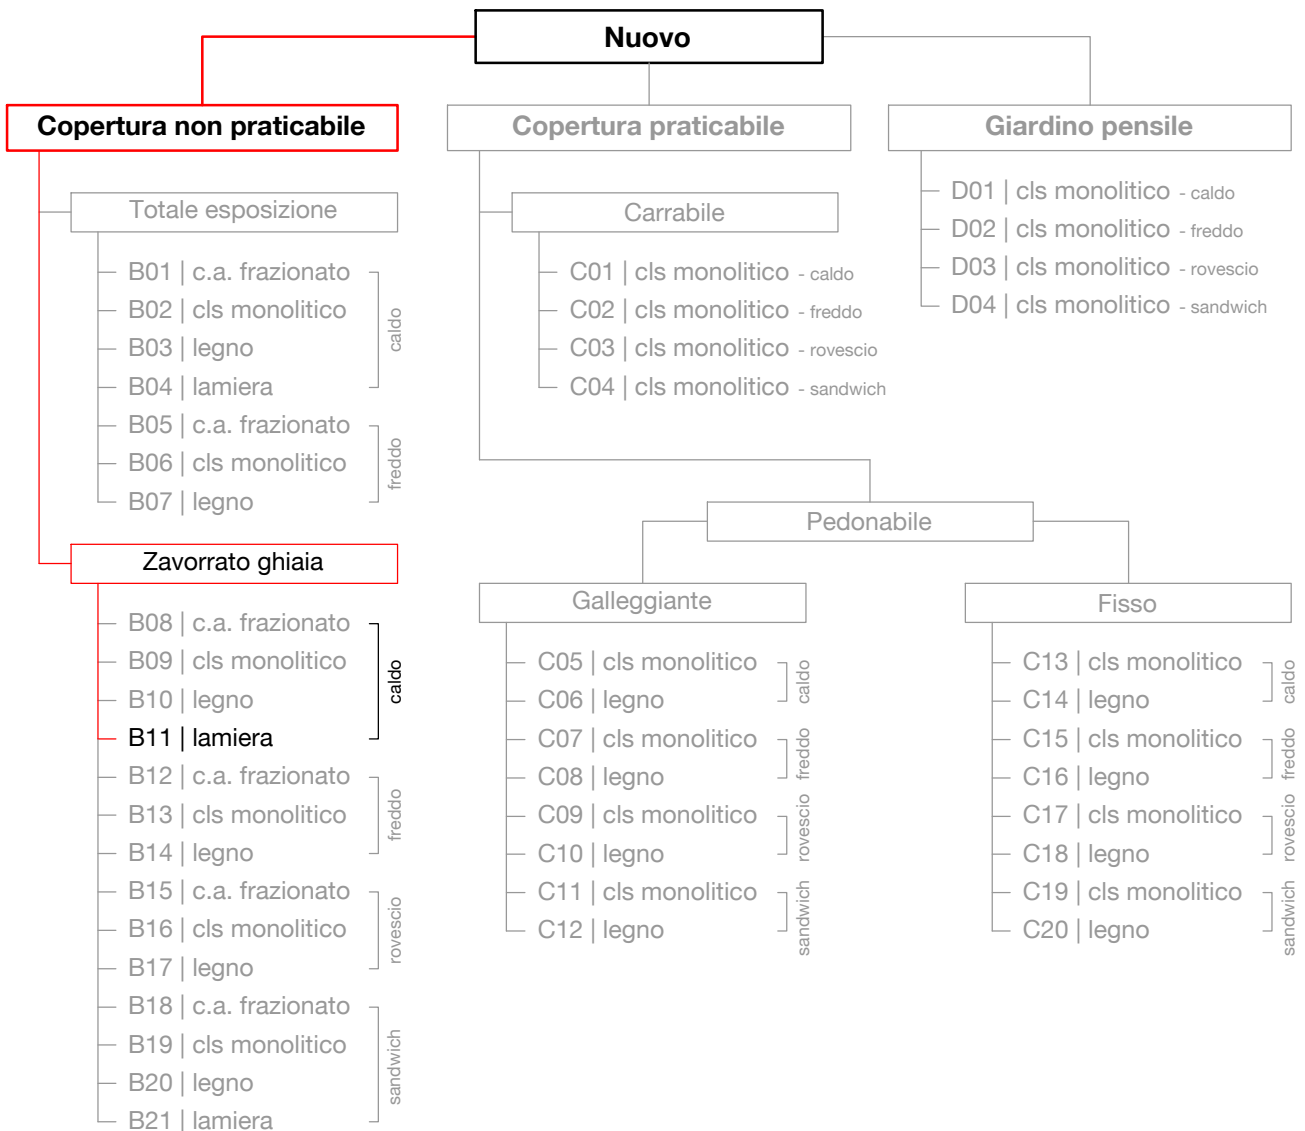 Nuovo
Copertura non praticabile
Totale esposizione
B01 | c.a. frazionato
B02 | cls monolitico
B03 | legno
B04 | lamiera
caldo
B05 | c.a. frazionato
B06 | cls monolitico
B07 | legno
freddo
Zavorrato ghiaia
B08 | c.a. frazionato
B09 | cls monolitico
B10 | legno
B11 | lamiera
caldo
B12 | c.a. frazionato
B13 | cls monolitico
B14 | legno
freddo
B15 | c.a. frazionato
B16 | cls monolitico
B17 | legno
rovescio
B18 | c.a. frazionato
B19 | cls monolitico
B20 | legno
B21 | lamiera
sandwich
Copertura praticabile
Carrabile
C01 | cls monolitico - caldo
C02 | cls monolitico - freddo
C03 | cls monolitico - rovescio
C04 | cls monolitico - sandwich
Pedonabile
Galleggiante
C05 | cls monolitico
C06 | legno
caldo
C07 | cls monolitico
C08 | legno
freddo
C09 | cls monolitico
C10 | legno
rovescio
C11 | cls monolitico
C12 | legno
sandwich
Fisso
C13 | cls monolitico
C14 | legno
caldo
C15 | cls monolitico
C16 | legno
freddo
C17 | cls monolitico
C18 | legno
rovescio
C19 | cls monolitico
C20 | legno
sandwich
Giardino pensile
D01 | cls monolitico - caldo
D02 | cls monolitico - freddo
D03 | cls monolitico - rovescio
D04 | cls monolitico - sandwich